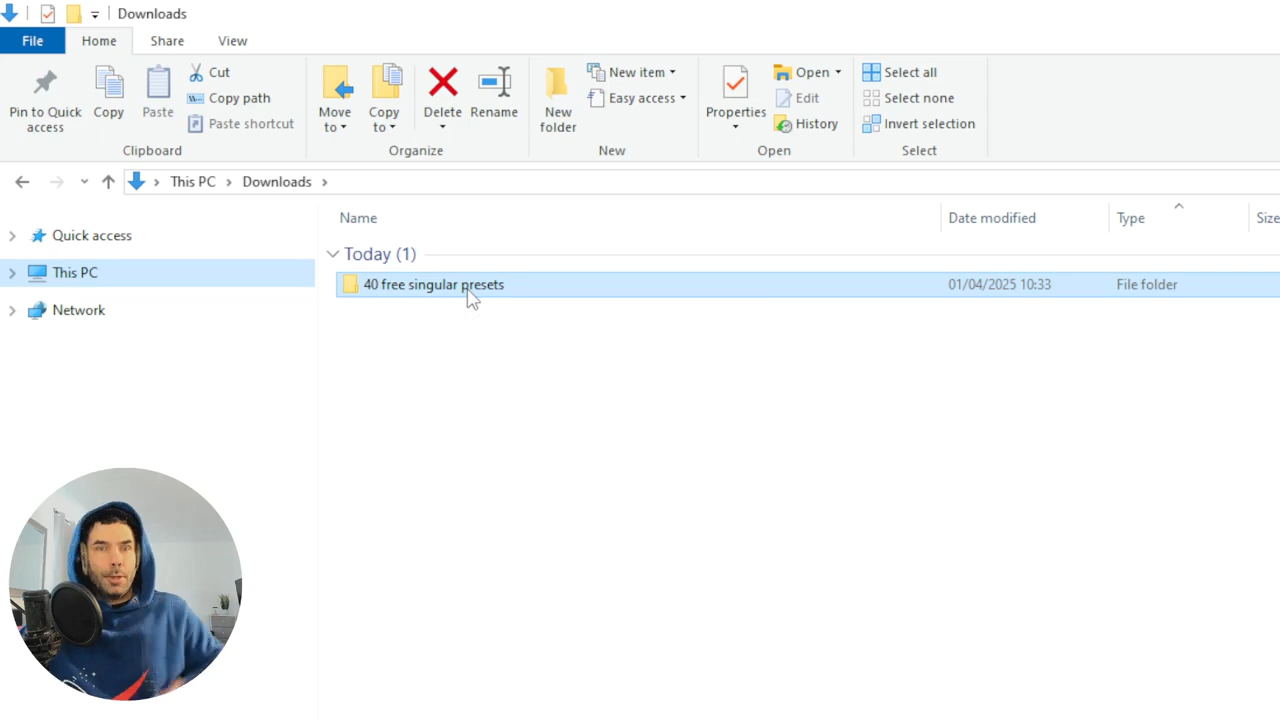 Downloads
File Home Share View
Pin to Quick access
Copy
Paste
Cut
Copy path
Paste shortcut
Clipboard
Move to
Copy to
Delete
Rename
Organize
New folder
New item
Easy access
New
Properties
Open
Edit
History
Open
Select all
Select none
Invert selection
Select
This PC > Downloads >
Quick access
This PC
Network
Name Date modified Type Size
Today (1)
40 free singular presets 01/04/2025 10:33 File folder